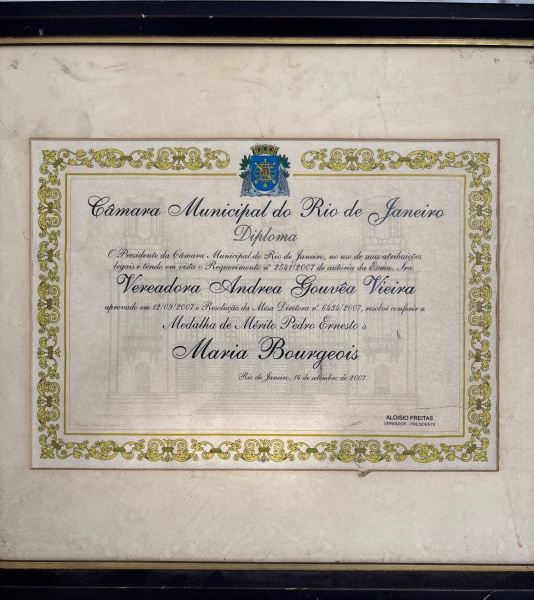 Câmara Municipal do Rio de Janeiro
Diploma
O Presidente da Câmara Municipal do Rio de Janeiro, no uso de suas atribuições
legais e tendo em vista o Requerimento nº 2541/2007 de autoria da Exma. Sra.
Vereadora Andrea Gouvêa Vieira
aprovado em 12/09/2007 e Resolução da Mesa Diretora nº 6434/2007, resolve conferir a
Medalha de Mérito Pedro Ernesto à
Maria Bourgeois
Rio de Janeiro, 14 de setembro de 2007
ALOISIO FREITAS
VEREADOR - PRESIDENTE